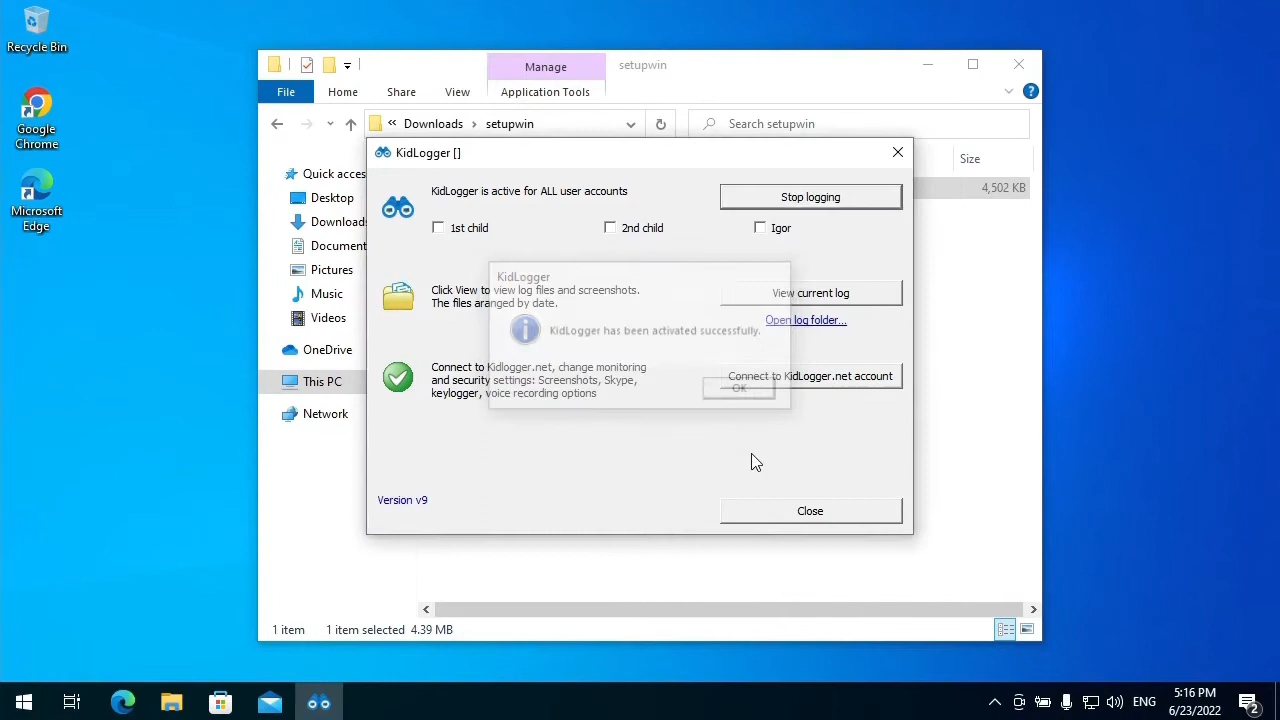 Recycle Bin
Google
Chrome
Microsoft
Edge
Manage
setupwin
File
Home
Share
View
Application Tools
Downloads
setupwin
Search setupwin
Size
4,502 KB
Quick acces
Desktop
Downloads
Document
Pictures
Music
Videos
OneDrive
This PC
Network
KidLogger []
KidLogger is active for ALL user accounts
Stop logging
1st child
2nd child
Igor
KidLogger
Click View to view log files and screenshots.
The files aranged by date.
View current log
Open log folder...
KidLogger has been activated successfully.
OK
Connect to Kidlogger.net, change monitoring
and security settings: Screenshots, Skype,
keylogger, voice recording options
Connect to KidLogger.net account
Version v9
Close
1 item
1 item selected 4.39 MB
ENG
5:16 PM
6/23/2022
2